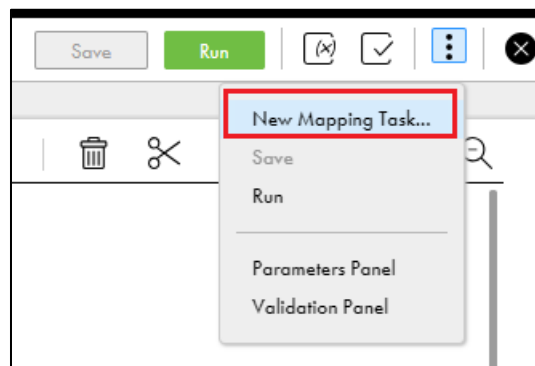 Save
Run
(x)
New Mapping Task...
Save
Run
Parameters Panel
Validation Panel